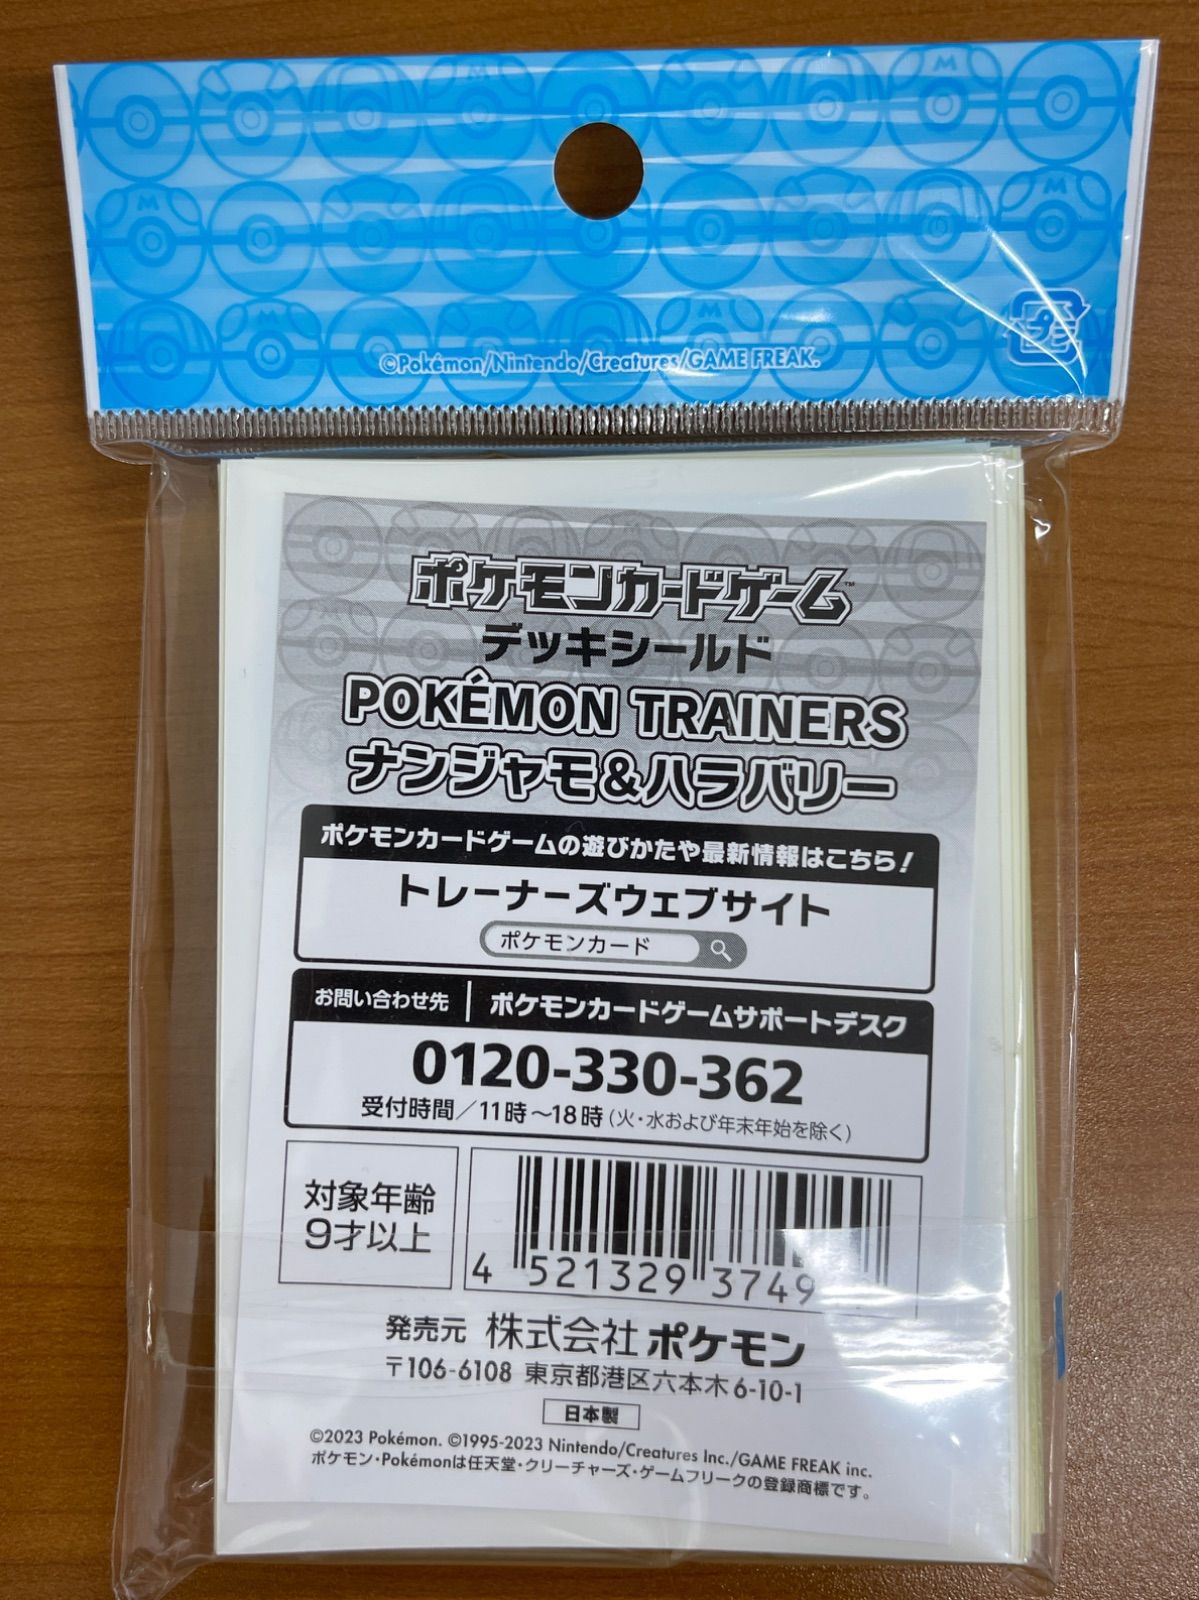 ©Pokémon/Nintendo/Creatures/GAME FREAK.
プラ
ポケモンカードゲーム™
デッキシールド
POKÉMON TRAINERS
ナンジャモ&ハラバリー
ポケモンカードゲームの遊びかたや最新情報はこちら!
トレーナーズウェブサイト
ポケモンカード
お問い合わせ先 ポケモンカードゲームサポートデスク
0120-330-362
受付時間/11時~18時(火・水および年末年始を除く)
対象年齢
9才以上
4 521329 3749
発売元 株式会社ポケモン
〒106-6108 東京都港区六本木6-10-1
日本製
©2023 Pokémon. ©1995-2023 Nintendo/Creatures Inc./GAME FREAK inc.
ポケモン・Pokémonは任天堂・クリーチャーズ・ゲームフリークの登録商標です。